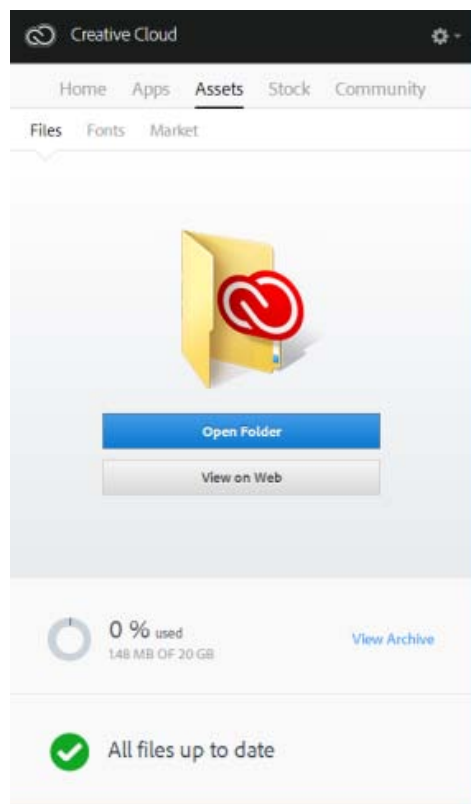 Creative Cloud
Home Apps Assets Stock Community
Files Fonts Market
Open Folder
View on Web
0 % used
1.48 MB OF 20 GB
View Archive
All files up to date